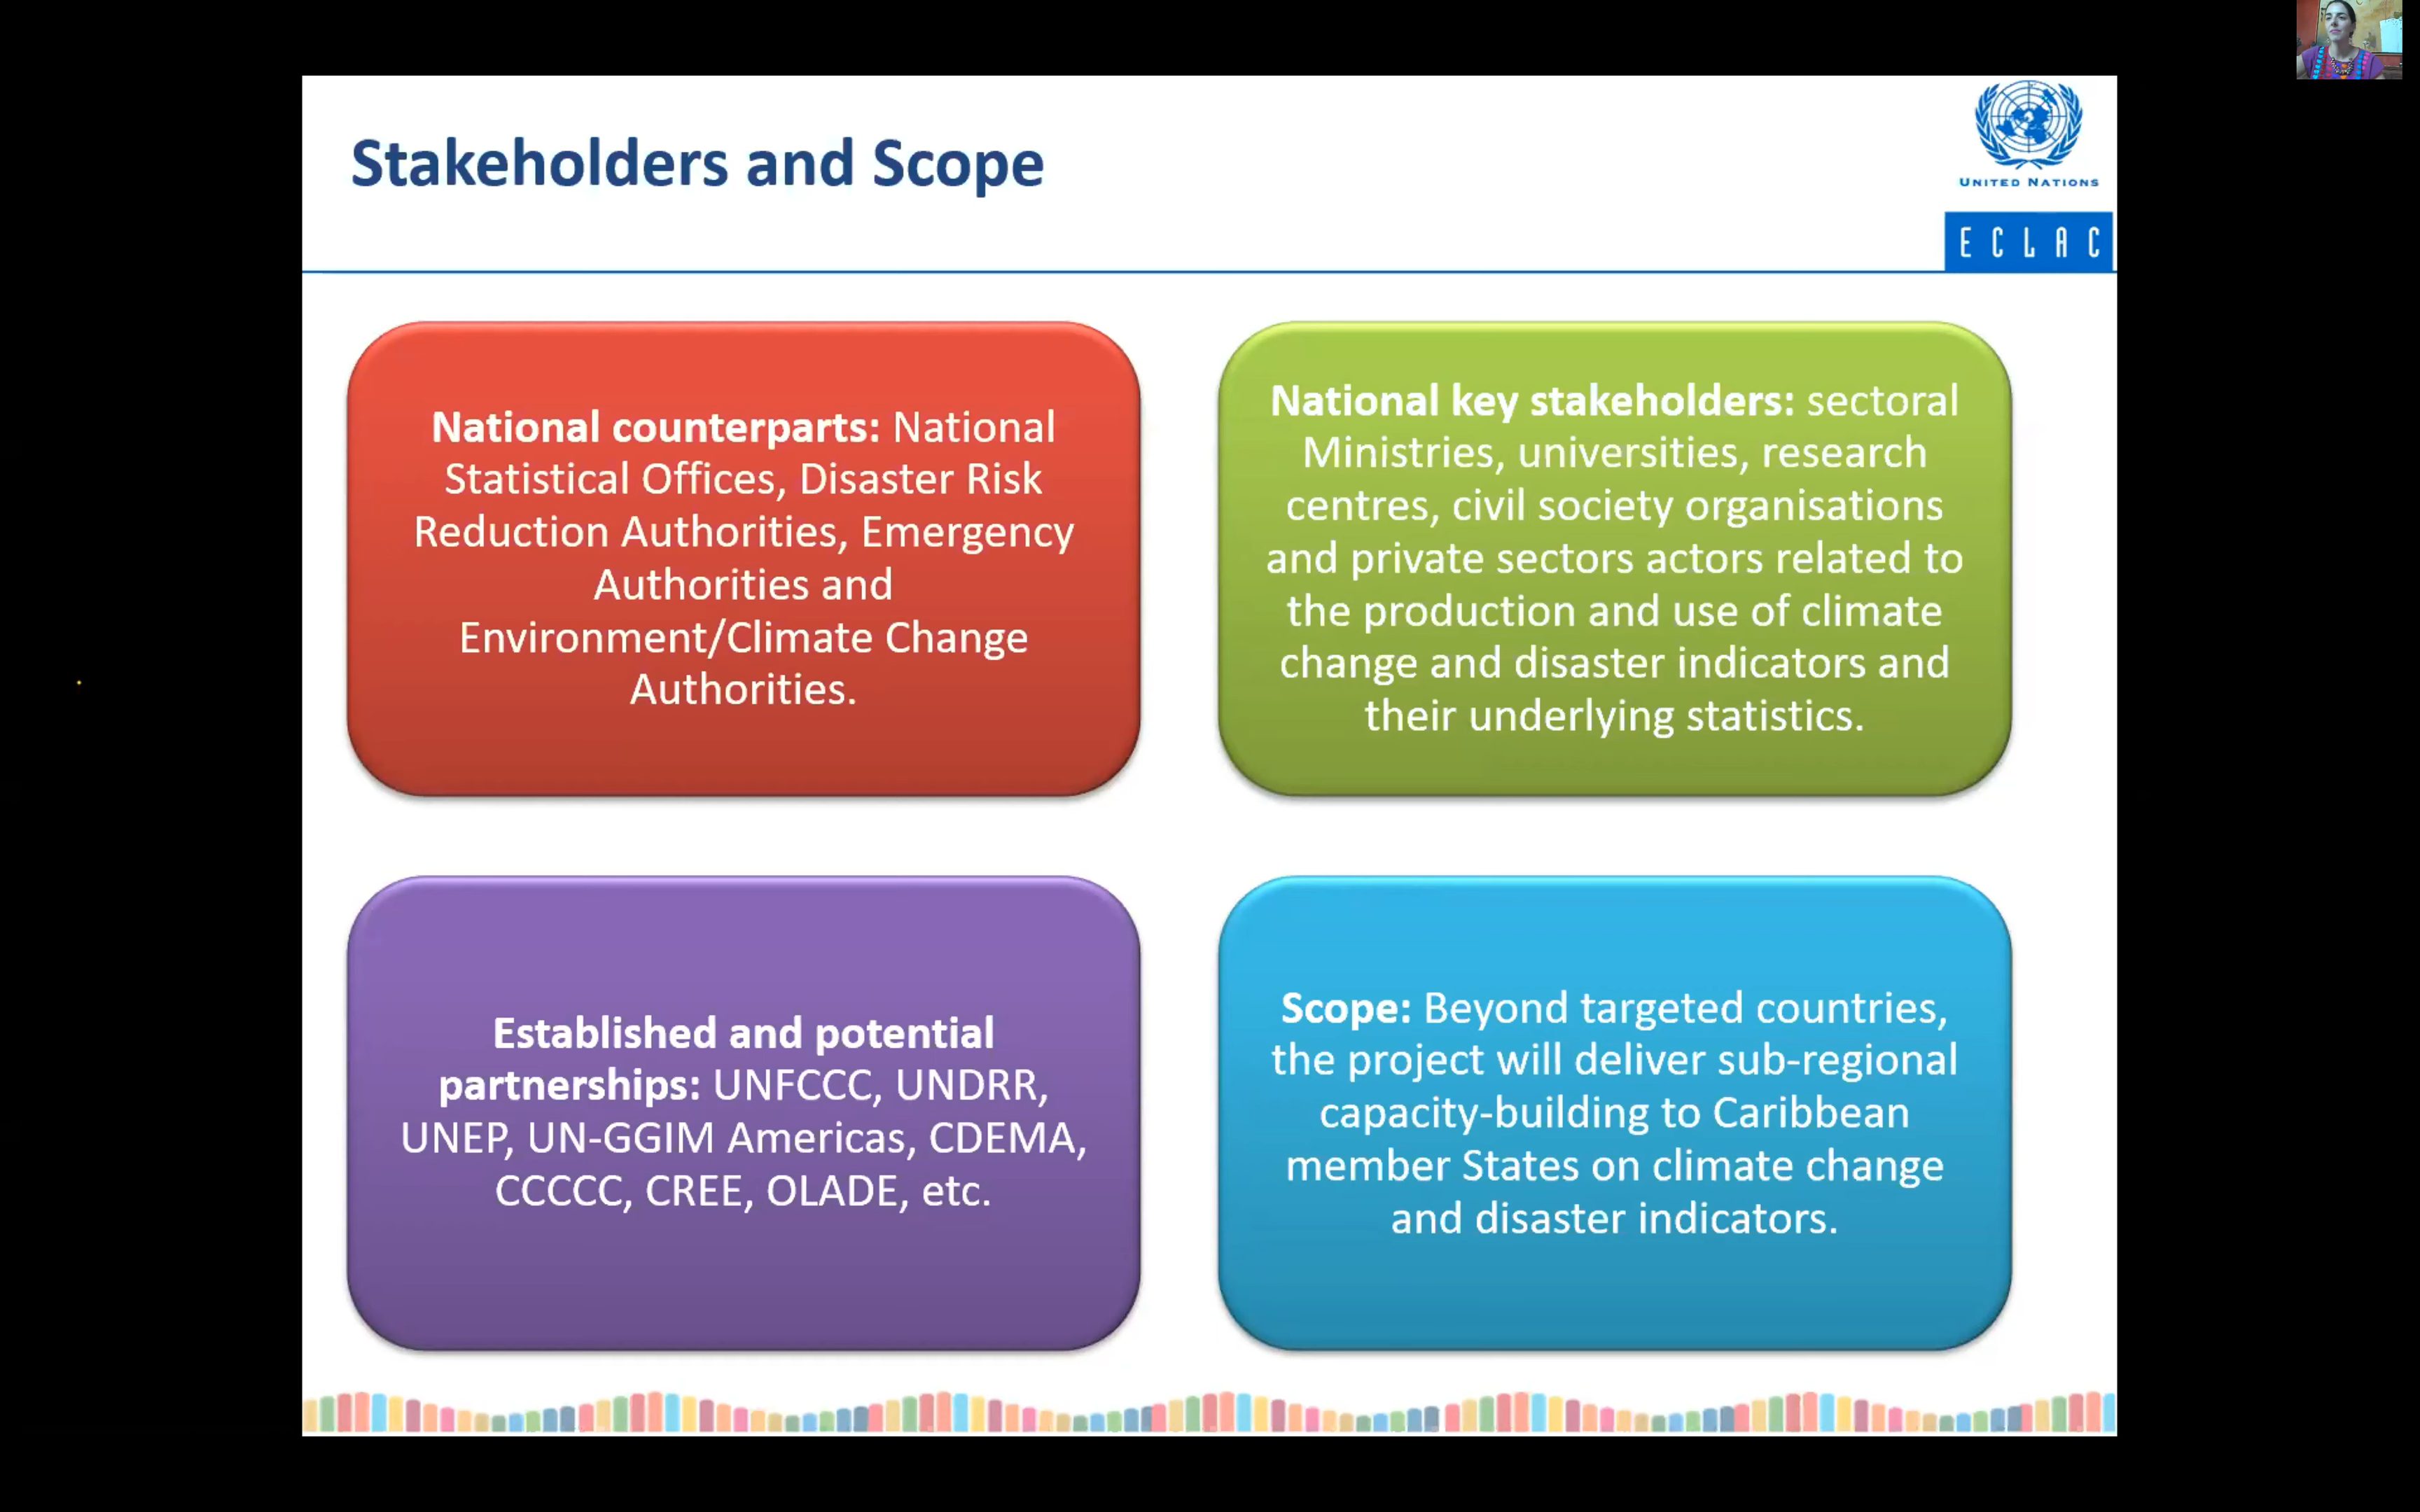 Stakeholders and Scope
UNITED NATIONS
ECLAC
National counterparts: National
Statistical Offices, Disaster Risk
Reduction Authorities, Emergency
Authorities and
Environment/Climate Change
Authorities.
National key stakeholders: sectoral
Ministries, universities, research
centres, civil society organisations
and private sectors actors related to
the production and use of climate
change and disaster indicators and
their underlying statistics.
Established and potential
partnerships: UNFCCC, UNDRR,
UNEP, UN-GGIM Americas, CDEMA,
CCCCC, CREE, OLADE, etc.
Scope: Beyond targeted countries,
the project will deliver sub-regional
capacity-building to Caribbean
member States on climate change
and disaster indicators.